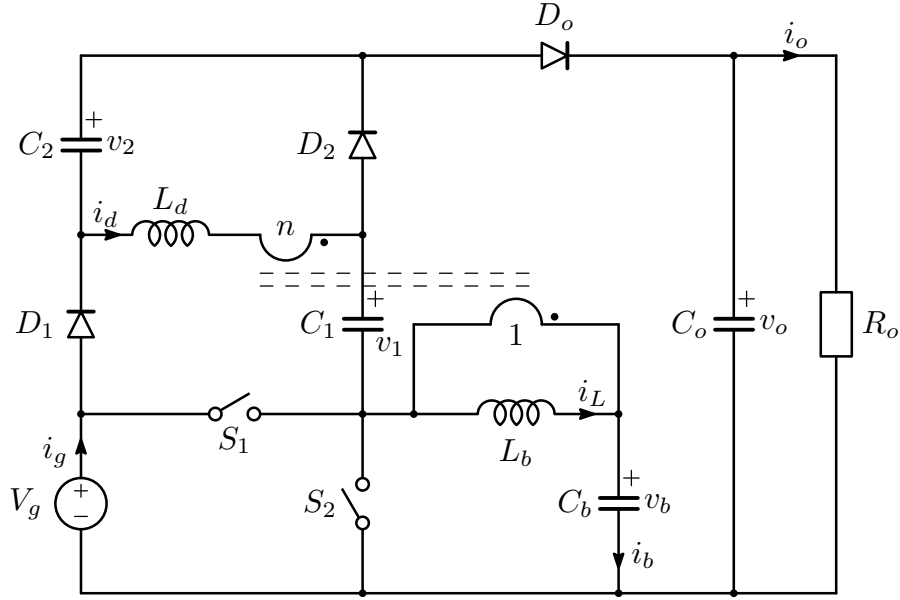 D_o
i_o
+
C_2
v_2
D_2
L_d
i_d
n
D_1
+
C_1
v_1
1
+
C_o
v_o
R_o
i_g
S_1
i_L
L_b
V_g
+
−
S_2
+
C_b
v_b
i_b